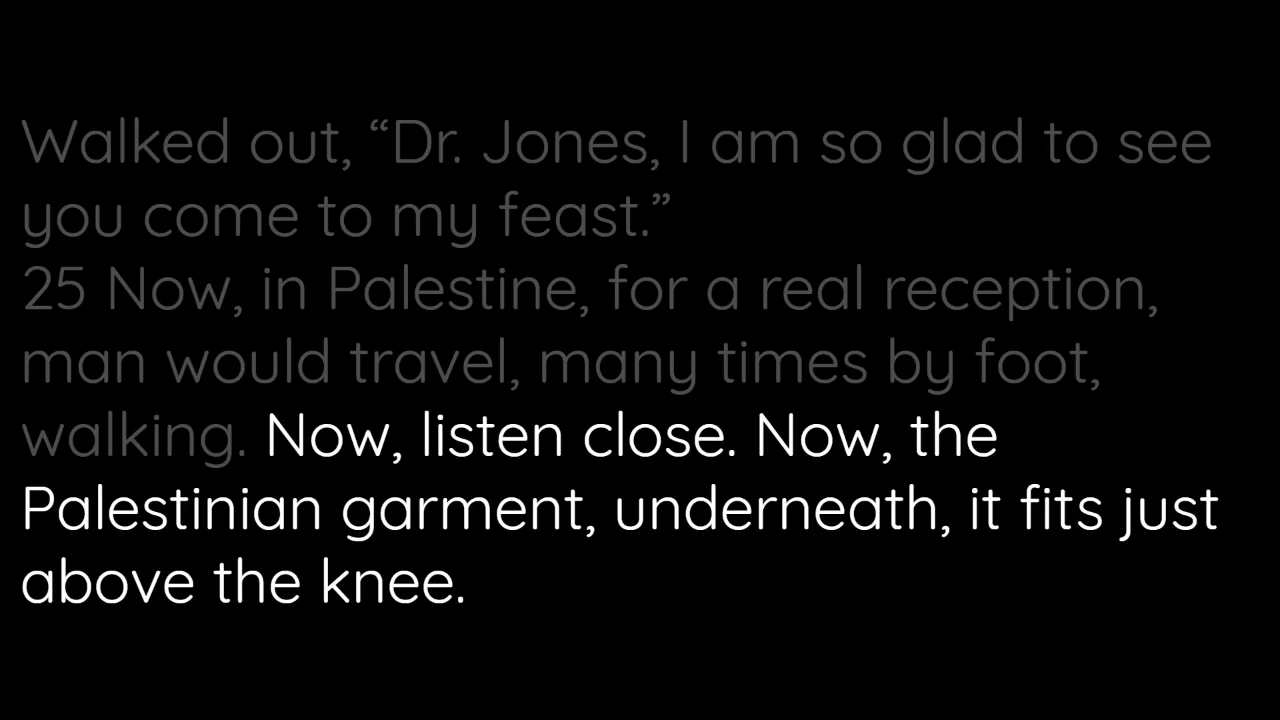 Walked out, “Dr. Jones, I am so glad to see
you come to my feast.”
25 Now, in Palestine, for a real reception,
man would travel, many times by foot,
walking. Now, listen close. Now, the
Palestinian garment, underneath, it fits just
above the knee.